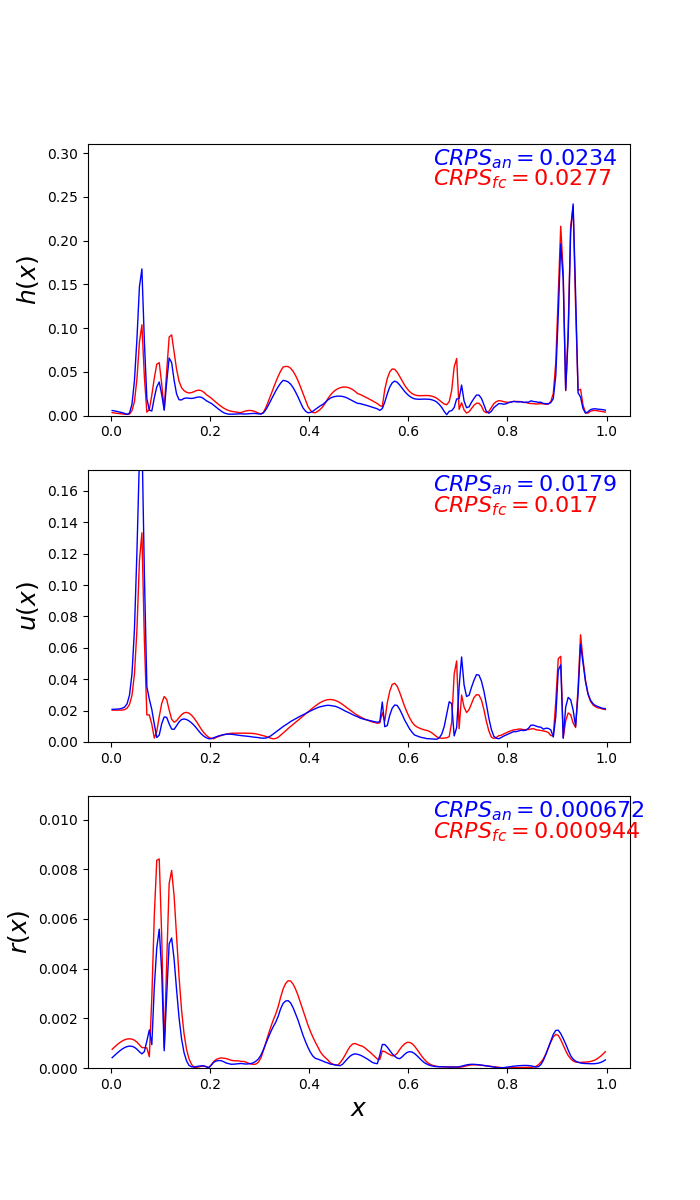 CRPS_an = 0.0234
CRPS_fc = 0.0277
h(x)
0.30
0.25
0.20
0.15
0.10
0.05
0.00
0.0 0.2 0.4 0.6 0.8 1.0
CRPS_an = 0.0179
CRPS_fc = 0.017
u(x)
0.16
0.14
0.12
0.10
0.08
0.06
0.04
0.02
0.00
0.0 0.2 0.4 0.6 0.8 1.0
CRPS_an = 0.000672
CRPS_fc = 0.000944
r(x)
0.010
0.008
0.006
0.004
0.002
0.000
0.0 0.2 0.4 0.6 0.8 1.0
x